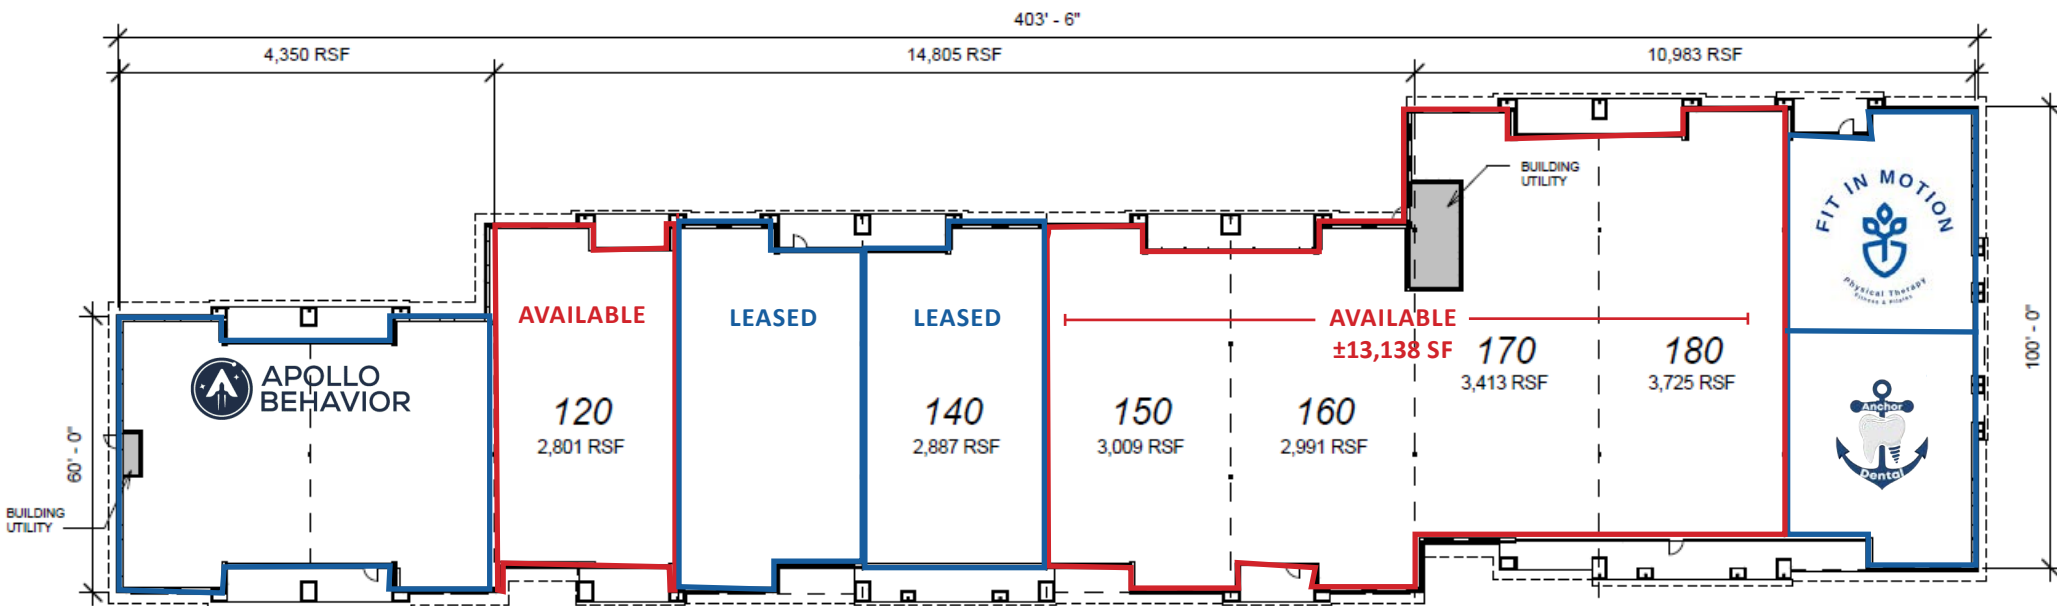 403' - 6"
4,350 RSF
14,805 RSF
10,983 RSF
BUILDING
UTILITY
FIT IN MOTION
Physical Therapy
Fitness & Pilates
AVAILABLE
LEASED
LEASED
AVAILABLE
±13,138 SF
100' - 0"
170
3,413 RSF
180
3,725 RSF
APOLLO
BEHAVIOR
120
2,801 RSF
140
2,887 RSF
150
3,009 RSF
160
2,991 RSF
Anchor
Dental
60' - 0"
BUILDING
UTILITY